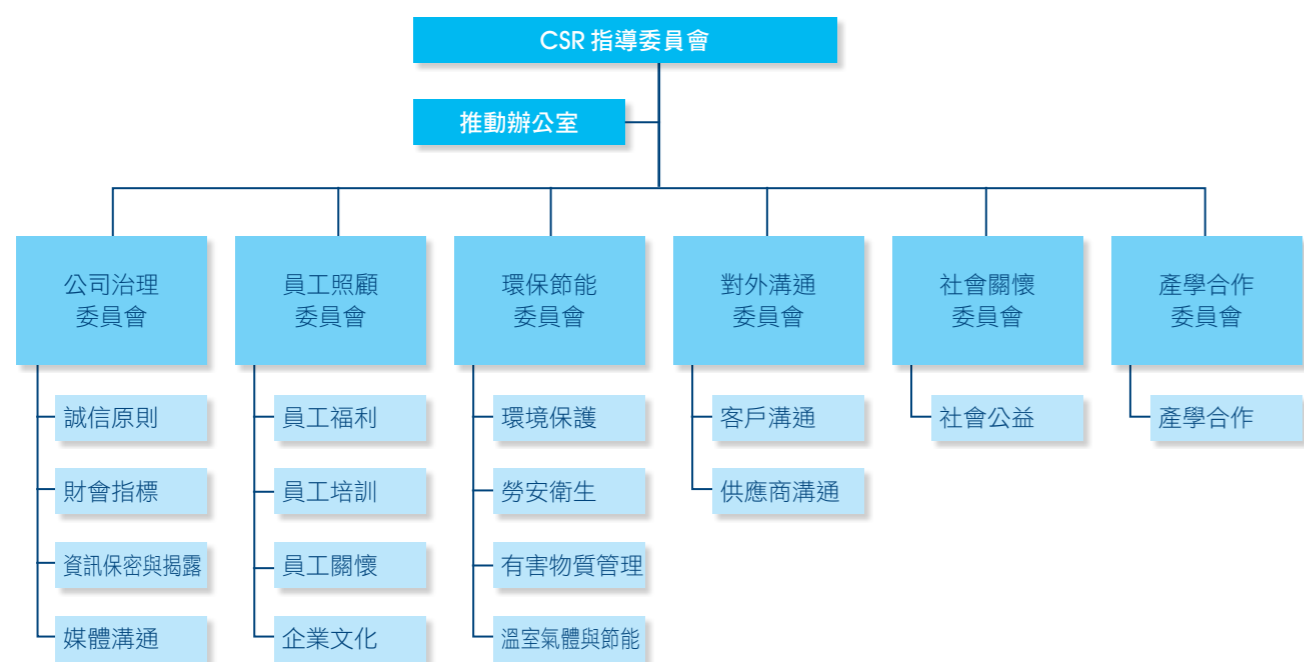 CSR 指導委員會
推動辦公室
公司治理
委員會
員工照顧
委員會
環保節能
委員會
對外溝通
委員會
社會關懷
委員會
產學合作
委員會
誠信原則
財會指標
資訊保密與揭露
媒體溝通
員工福利
員工培訓
員工關懷
企業文化
環境保護
勞安衛生
有害物質管理
溫室氣體與節能
客戶溝通
供應商溝通
社會公益
產學合作